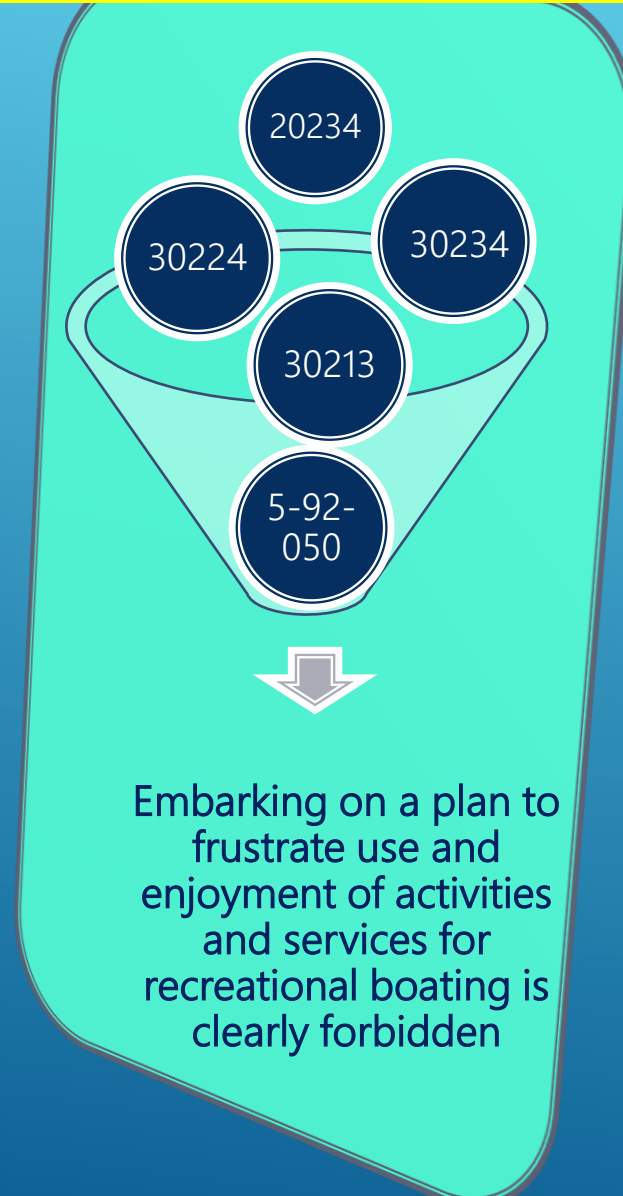 20234
30224
30234
30213
5-92-
050
Embarking on a plan to
frustrate use and
enjoyment of activities
and services for
recreational boating is
clearly forbidden